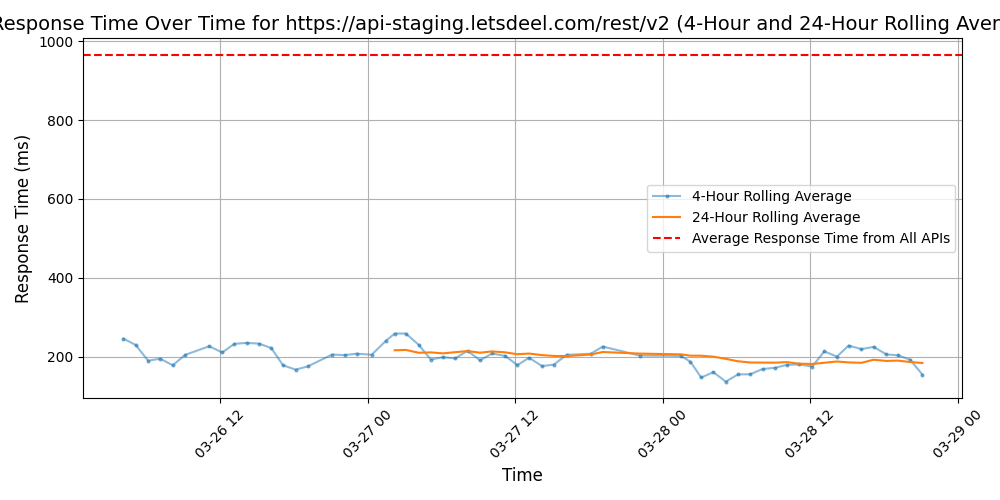 Response Time Over Time for https://api-staging.letsdeel.com/rest/v2 (4-Hour and 24-Hour Rolling Aver
1000
800
600
400
200
Response Time (ms)
4-Hour Rolling Average
24-Hour Rolling Average
Average Response Time from All APIs
03-26 12
03-27 00
03-27 12
03-28 00
03-28 12
03-29 00
Time